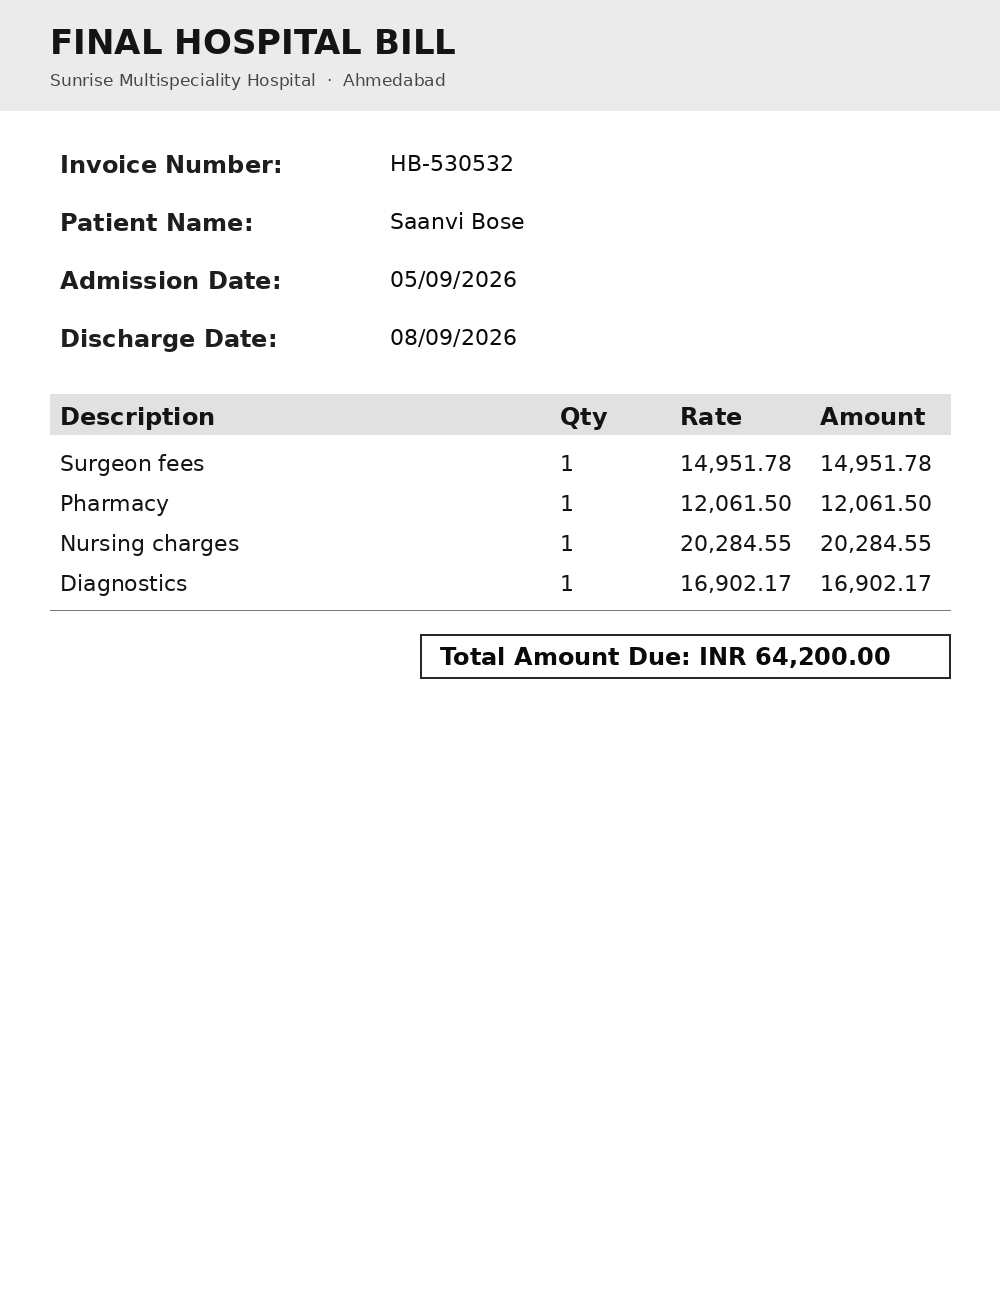 FINAL HOSPITAL BILL
Sunrise Multispeciality Hospital · Ahmedabad
Invoice Number: HB-530532
Patient Name: Saanvi Bose
Admission Date: 05/09/2026
Discharge Date: 08/09/2026
Description Qty Rate Amount
Surgeon fees 1 14,951.78 14,951.78
Pharmacy 1 12,061.50 12,061.50
Nursing charges 1 20,284.55 20,284.55
Diagnostics 1 16,902.17 16,902.17
Total Amount Due: INR 64,200.00